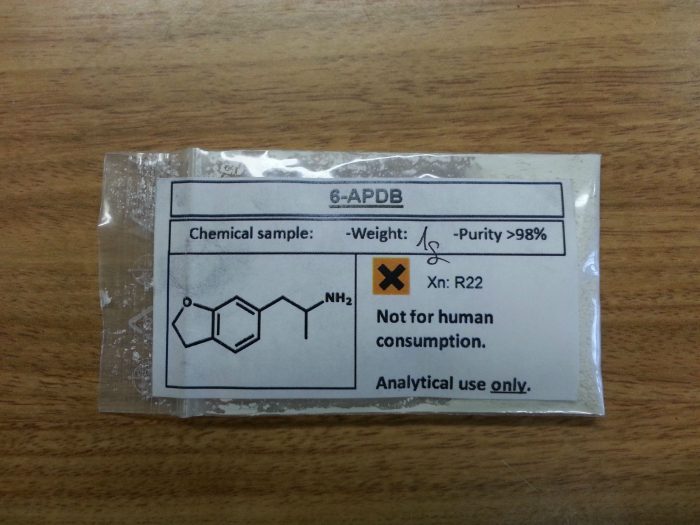 6-APDB
Chemical sample: -Weight: 1g -Purity >98%
O NH₂
Xn: R22
Not for human
consumption.
Analytical use only.